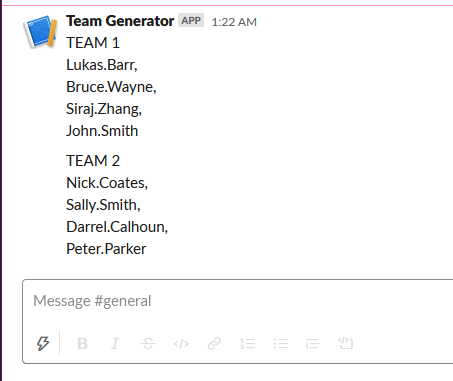 Team Generator APP 1:22 AM
TEAM 1
Lukas.Barr,
Bruce.Wayne,
Siraj.Zhang,
John.Smith
TEAM 2
Nick.Coates,
Sally.Smith,
Darrel.Calhoun,
Peter.Parker
Message #general
B I S </>